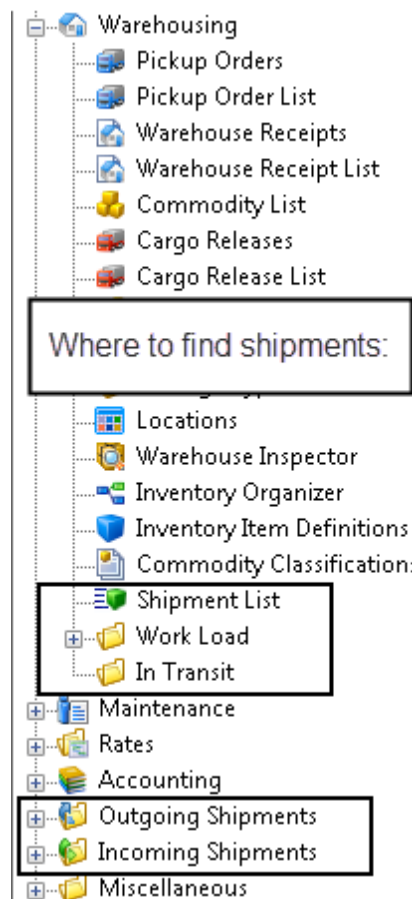 Warehousing
Pickup Orders
Pickup Order List
Warehouse Receipts
Warehouse Receipt List
Commodity List
Cargo Releases
Cargo Release List
Where to find shipments:
Locations
Warehouse Inspector
Inventory Organizer
Inventory Item Definitions
Commodity Classifications
Shipment List
Work Load
In Transit
Maintenance
Rates
Accounting
Outgoing Shipments
Incoming Shipments
Miscellaneous